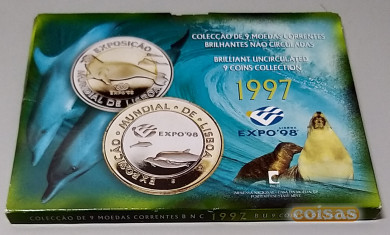 COLECÇÃO DE 9 MOEDAS CORRENTES
BRILHANTES NÃO CIRCULADAS
BRILLIANT UNCIRCULATED
9 COINS COLLECTION
1997
LISBOA
EXPO'98
EXPOSIÇÃO
MUNDIAL DE LISBOA
EXPO'98
EXPOSIÇÃO MUNDIAL DE LISBOA
EXPO'98
COLECÇÃO DE 9 MOEDAS CORRENTES B N C 1997 B U
coisas